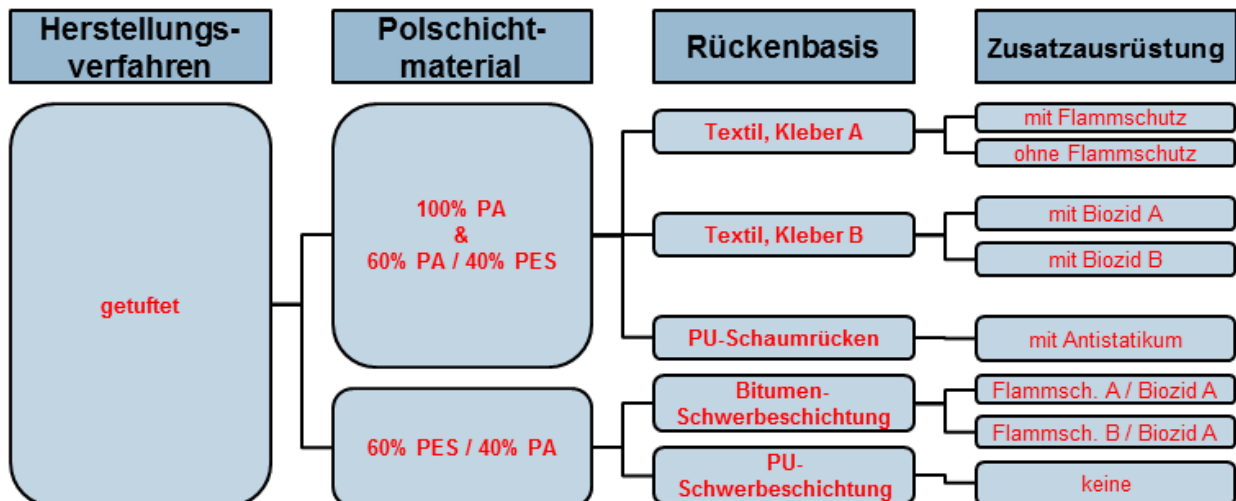 Herstellungs-
verfahren
Polschicht-
material
Rückenbasis
Zusatzausrüstung
getuftet
100% PA
&
60% PA / 40% PES
Textil, Kleber A
mit Flammschutz
ohne Flammschutz
Textil, Kleber B
mit Biozid A
mit Biozid B
PU-Schaumrücken
mit Antistatikum
60% PES / 40% PA
Bitumen-
Schwerbeschichtung
Flammsch. A / Biozid A
Flammsch. B / Biozid A
PU-
Schwerbeschichtung
keine